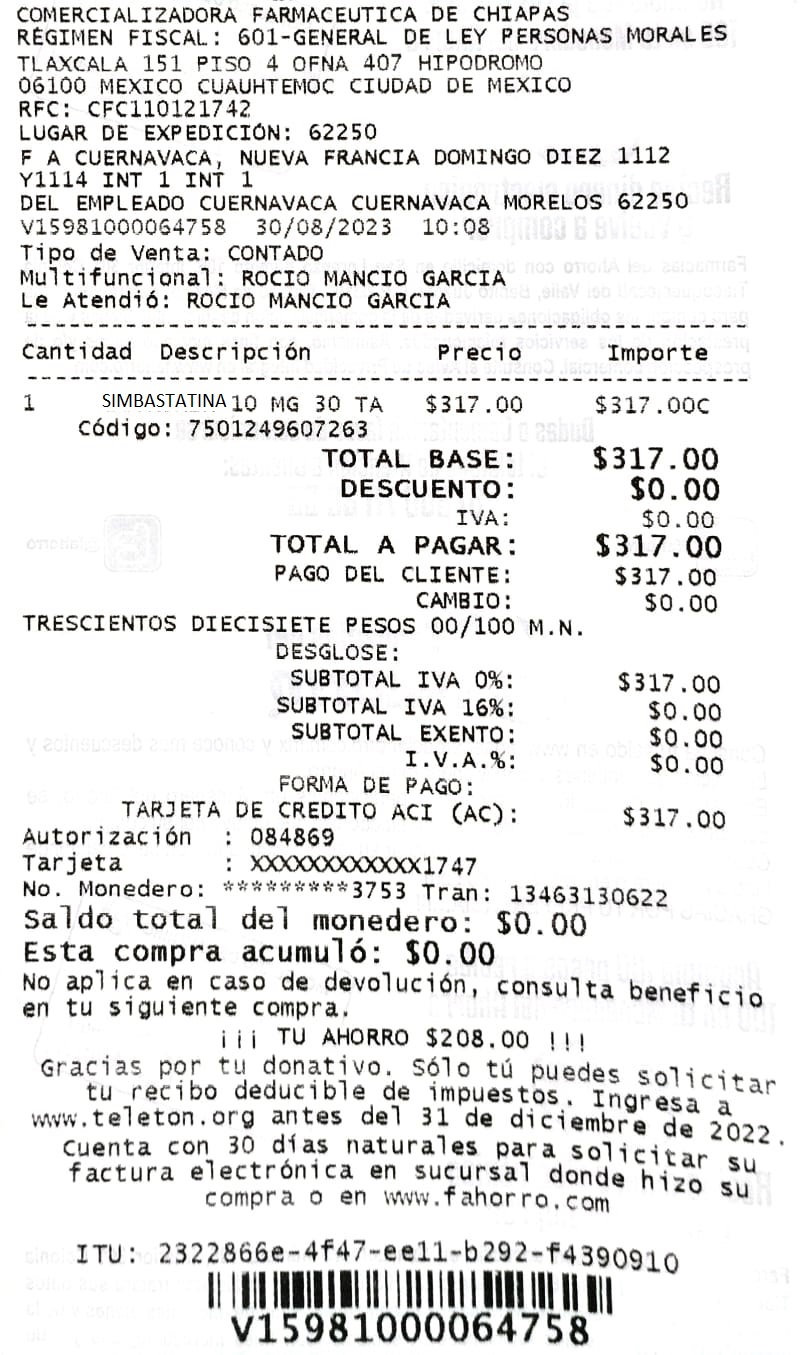 COMERCIALIZADORA FARMACEUTICA DE CHIAPAS
RÉGIMEN FISCAL: 601-GENERAL DE LEY PERSONAS MORALES
TLAXCALA 151 PISO 4 OFNA 407 HIPODROMO
06100 MEXICO CUAUHTEMOC CIUDAD DE MEXICO
RFC: CFC110121742
LUGAR DE EXPEDICIÓN: 62250
F A CUERNAVACA, NUEVA FRANCIA DOMINGO DIEZ 1112
Y1114 INT 1 INT 1
DEL EMPLEADO CUERNAVACA CUERNAVACA MORELOS 62250
V15981000064758 30/08/2023 10:08
Tipo de Venta: CONTADO
Multifuncional: ROCIO MANCIO GARCIA
Le Atendió: ROCIO MANCIO GARCIA
Cantidad Descripción Precio Importe
1 SIMBASTATINA 10 MG 30 TA $317.00 $317.00C
Código: 7501249607263
TOTAL BASE: $317.00
DESCUENTO: $0.00
IVA: $0.00
TOTAL A PAGAR: $317.00
PAGO DEL CLIENTE: $317.00
CAMBIO: $0.00
TRESCIENTOS DIECISIETE PESOS 00/100 M.N.
DESGLOSE:
SUBTOTAL IVA 0%: $317.00
SUBTOTAL IVA 16%: $0.00
SUBTOTAL EXENTO: $0.00
I.V.A.%: $0.00
FORMA DE PAGO:
TARJETA DE CREDITO ACI (AC): $317.00
Autorización : 084869
Tarjeta : XXXXXXXXXXXX1747
No. Monedero: *********3753 Tran: 13463130622
Saldo total del monedero: $0.00
Esta compra acumuló: $0.00
No aplica en caso de devolución, consulta beneficio
en tu siguiente compra.
¡¡¡ TU AHORRO $208.00 !!!
Gracias por tu donativo. Sólo tú puedes solicitar
tu recibo deducible de impuestos. Ingresa a
www.teleton.org antes del 31 de diciembre de 2022.
Cuenta con 30 días naturales para solicitar su
factura electrónica en sucursal donde hizo su
compra o en www.fahorro.com
ITU: 2322866e-4f47-ee11-b292-f4390910
V15981000064758